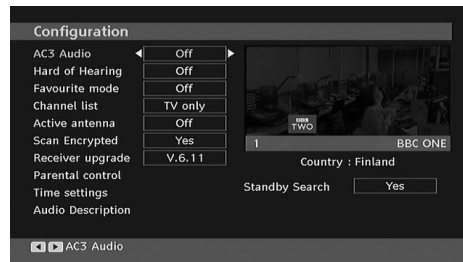 Configuration
AC3 Audio Off
Hard of Hearing Off
Favourite mode Off
Channel list TV only
Active antenna Off
Scan Encrypted Yes
Receiver upgrade V.6.11
Parental control
Time settings
Audio Description
BBC
TWO
1 BBC ONE
Country : Finland
Standby Search Yes
AC3 Audio